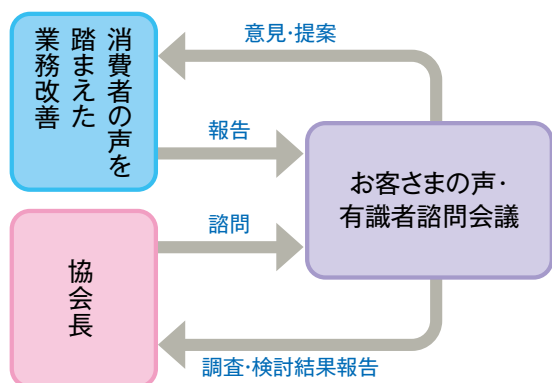 消費者の声を
踏まえた
業務改善
意見・提案
報告
お客さまの声・
有識者諮問会議
諮問
協会長
調査・検討結果報告